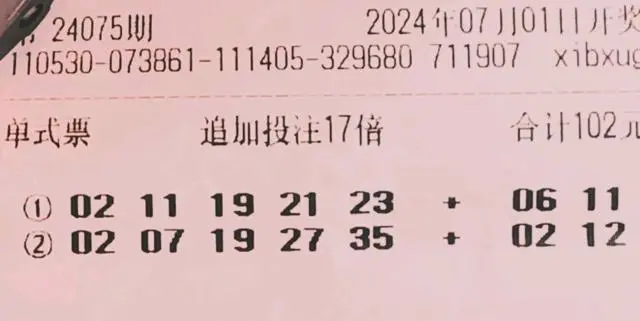 24075期 2024年07月01日开奖
110530-073861-111405-329680 711907 xibxug
单式票 追加投注17倍 合计102元
① 02 11 19 21 23 + 06 11
② 02 07 19 27 35 + 02 12